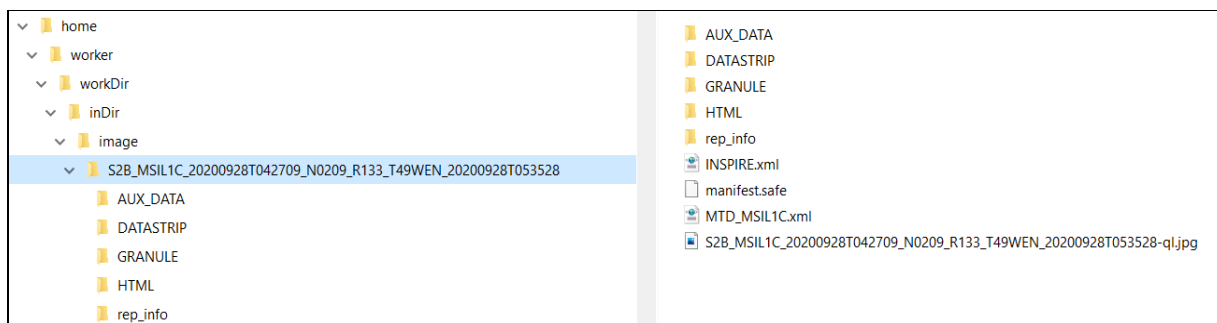 home
worker
workDir
inDir
image
S2B_MSIL1C_20200928T042709_N0209_R133_T49WEN_20200928T053528
AUX_DATA
DATASTRIP
GRANULE
HTML
rep_info
AUX_DATA
DATASTRIP
GRANULE
HTML
rep_info
INSPIRE.xml
manifest.safe
MTD_MSIL1C.xml
S2B_MSIL1C_20200928T042709_N0209_R133_T49WEN_20200928T053528-ql.jpg